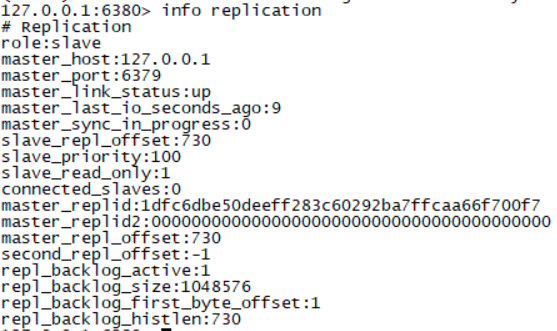 127.0.0.1:6380> info replication
# Replication
role:slave
master_host:127.0.0.1
master_port:6379
master_link_status:up
master_last_io_seconds_ago:9
master_sync_in_progress:0
slave_repl_offset:730
slave_priority:100
slave_read_only:1
connected_slaves:0
master_replid:1dfc6dbe50deeff283c60292ba7ffcaa66f700f7
master_replid2:0000000000000000000000000000000000000000
master_repl_offset:730
second_repl_offset:-1
repl_backlog_active:1
repl_backlog_size:1048576
repl_backlog_first_byte_offset:1
repl_backlog_histlen:730